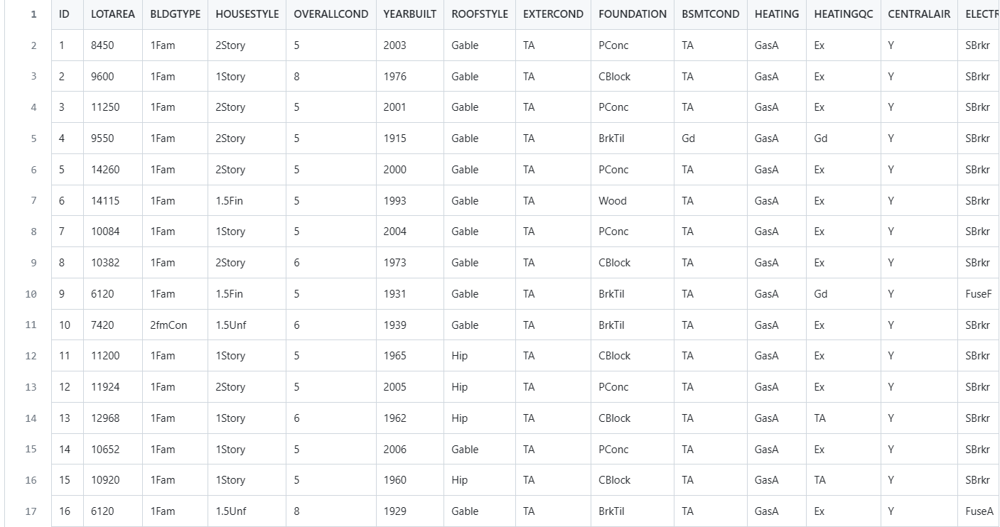 1 ID LOTAREA BLDGTYPE HOUSESTYLE OVERALLCOND YEARBUILT ROOFSTYLE EXTERCOND FOUNDATION BSMTCOND HEATING HEATINGQC CENTRALAIR ELECTR
2 1 8450 1Fam 2Story 5 2003 Gable TA PConc TA GasA Ex Y SBrkr
3 2 9600 1Fam 1Story 8 1976 Gable TA CBlock TA GasA Ex Y SBrkr
4 3 11250 1Fam 2Story 5 2001 Gable TA PConc TA GasA Ex Y SBrkr
5 4 9550 1Fam 2Story 5 1915 Gable TA BrkTil Gd GasA Gd Y SBrkr
6 5 14260 1Fam 2Story 5 2000 Gable TA PConc TA GasA Ex Y SBrkr
7 6 14115 1Fam 1.5Fin 5 1993 Gable TA Wood TA GasA Ex Y SBrkr
8 7 10084 1Fam 1Story 5 2004 Gable TA PConc TA GasA Ex Y SBrkr
9 8 10382 1Fam 2Story 6 1973 Gable TA CBlock TA GasA Ex Y SBrkr
10 9 6120 1Fam 1.5Fin 5 1931 Gable TA BrkTil TA GasA Gd Y FuseF
11 10 7420 2fmCon 1.5Unf 6 1939 Gable TA BrkTil TA GasA Ex Y SBrkr
12 11 11200 1Fam 1Story 5 1965 Hip TA CBlock TA GasA Ex Y SBrkr
13 12 11924 1Fam 2Story 5 2005 Hip TA PConc TA GasA Ex Y SBrkr
14 13 12968 1Fam 1Story 6 1962 Hip TA CBlock TA GasA TA Y SBrkr
15 14 10652 1Fam 1Story 5 2006 Gable TA PConc TA GasA Ex Y SBrkr
16 15 10920 1Fam 1Story 5 1960 Hip TA CBlock TA GasA TA Y SBrkr
17 16 6120 1Fam 1.5Unf 8 1929 Gable TA BrkTil TA GasA Ex Y FuseA